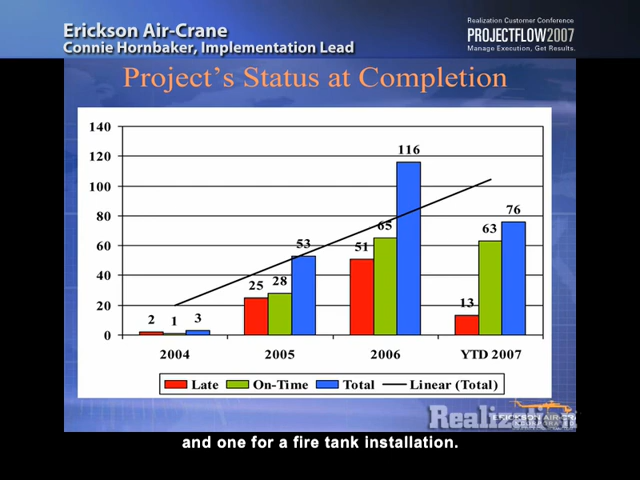 Erickson Air-Crane
Connie Hornbaker, Implementation Lead
Realization Customer Conference
PROJECTFLOW2007
Manage Execution, Get Results.
Project's Status at Completion
140
120
100
80
60
40
20
0
2
1
3
25
28
53
51
65
116
13
63
76
2004
2005
2006
YTD 2007
Late
On-Time
Total
Linear (Total)
Realization
ERICKSON AIR-CRANE
and one for a fire tank installation.